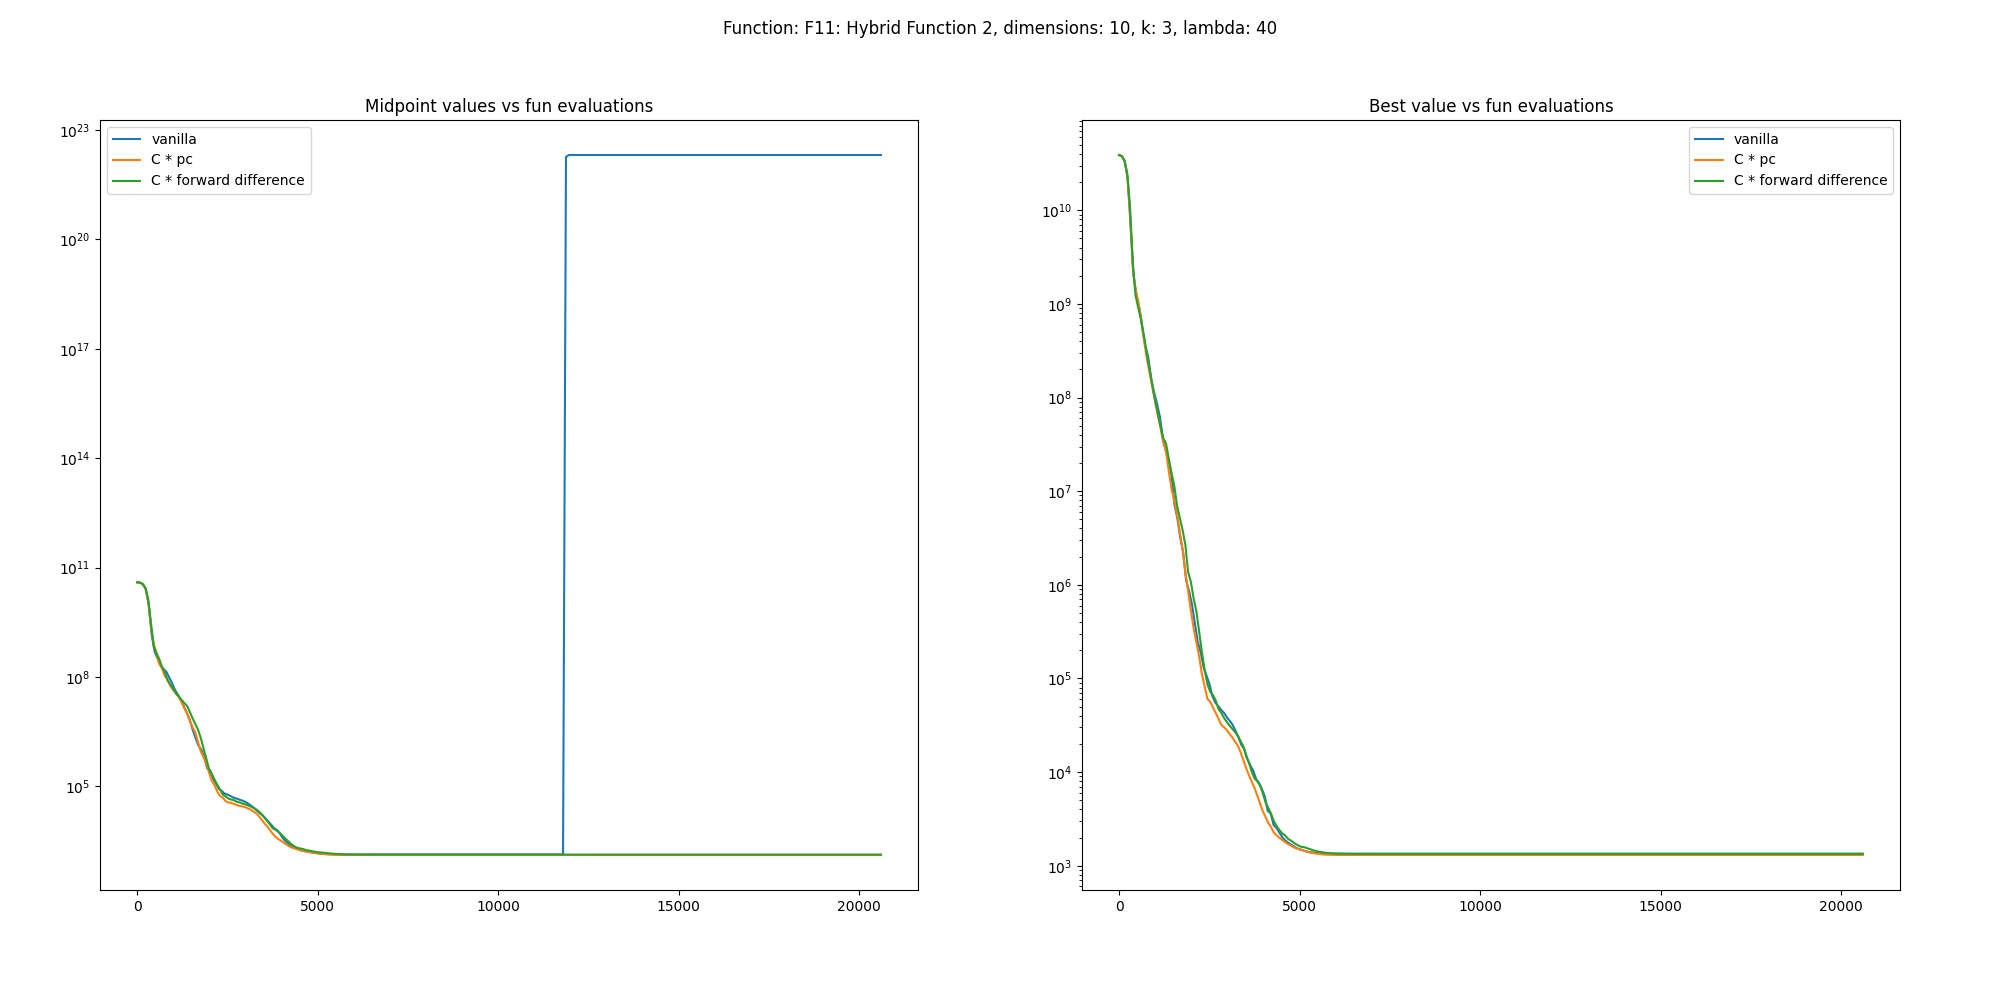 Function: F11: Hybrid Function 2, dimensions: 10, k: 3, lambda: 40
Midpoint values vs fun evaluations
vanilla
C * pc
C * forward difference
10^23
10^20
10^17
10^14
10^11
10^8
10^5
0 5000 10000 15000 20000
Best value vs fun evaluations
vanilla
C * pc
C * forward difference
10^10
10^9
10^8
10^7
10^6
10^5
10^4
10^3
0 5000 10000 15000 20000